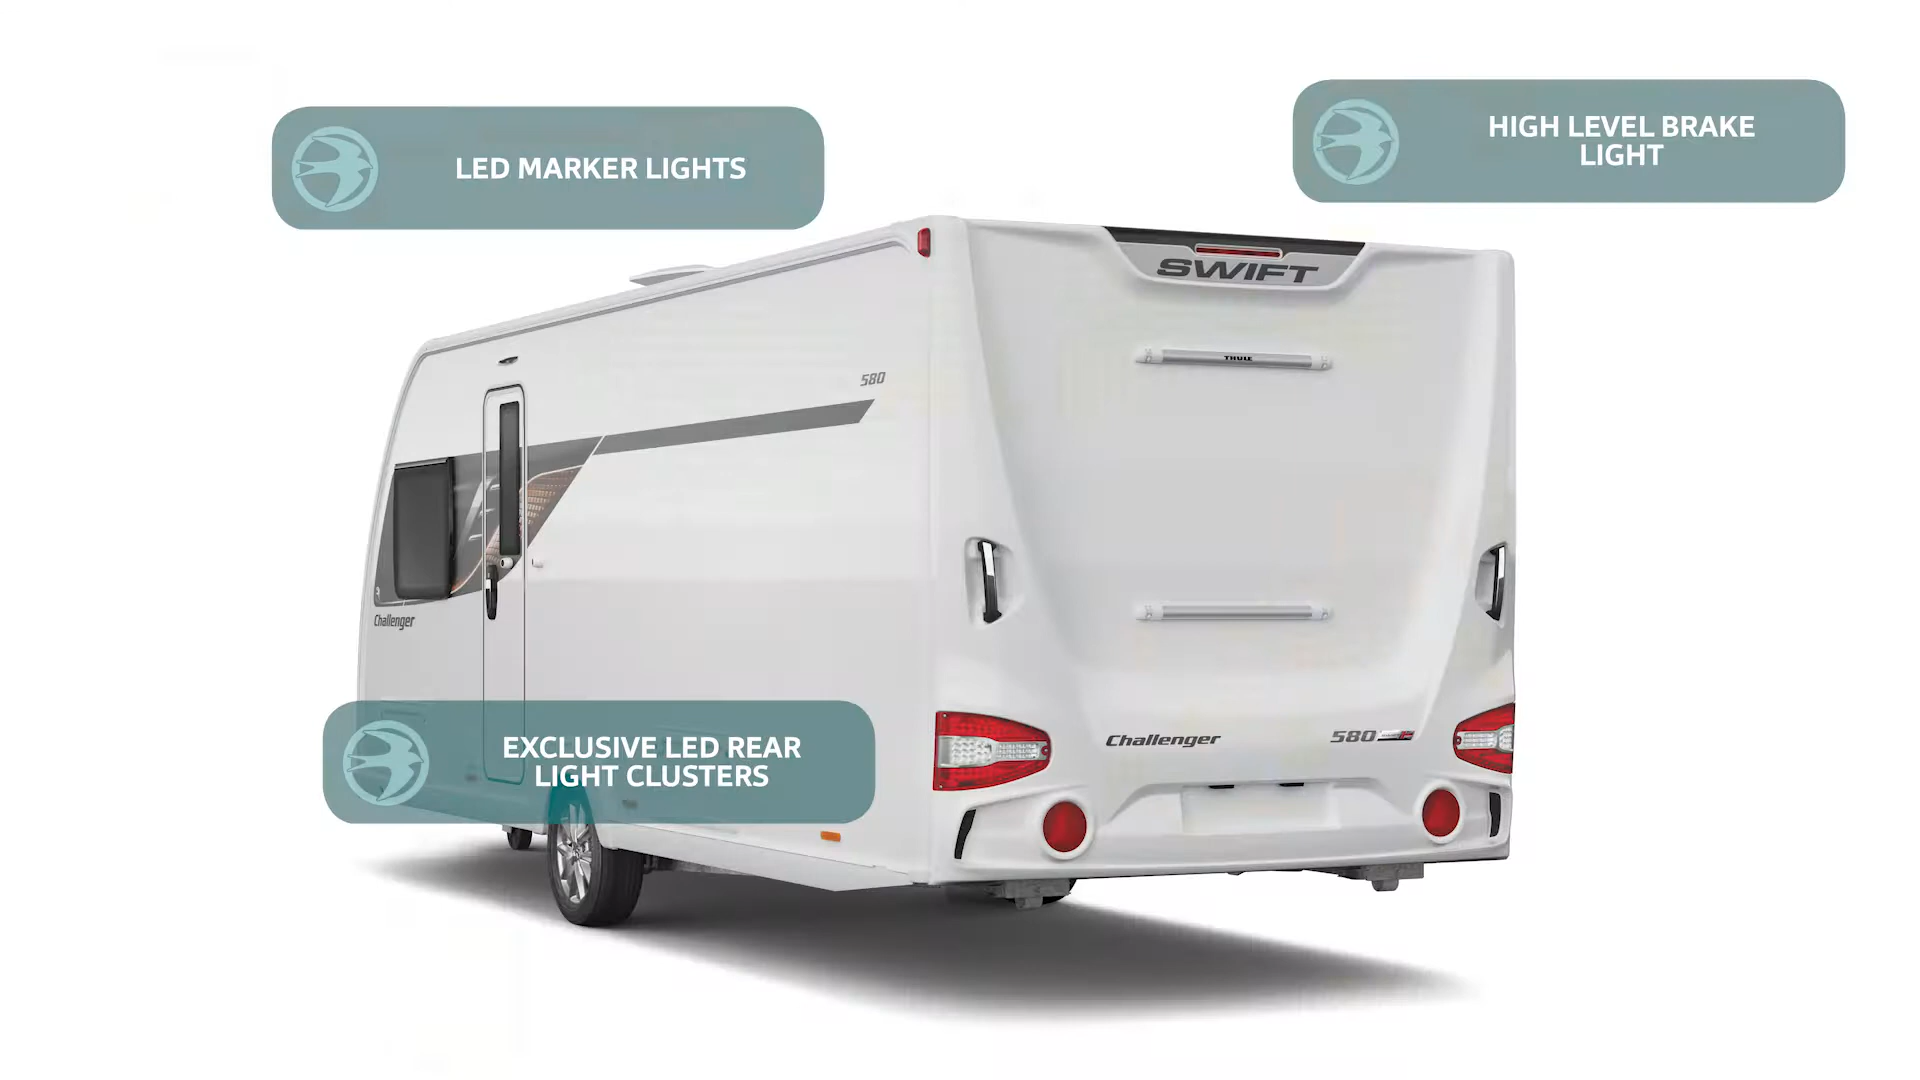 LED MARKER LIGHTS
HIGH LEVEL BRAKE
LIGHT
SWIFT
THULE
580
Challenger
EXCLUSIVE LED REAR
LIGHT CLUSTERS
Challenger
580